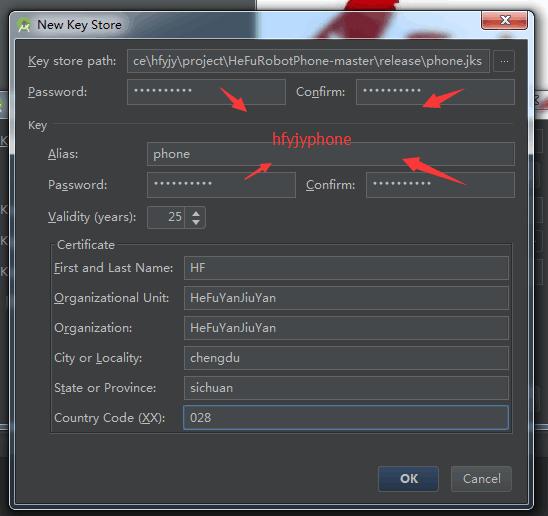 New Key Store
Key store path: ce\hfyjy\project\HeFuRobotPhone-master\release\phone.jks ...
Password: •••••••••• Confirm: ••••••••••
Key
hfyjyphone
Alias: phone
Password: •••••••••• Confirm: ••••••••••
Validity (years): 25
Certificate
First and Last Name: HF
Organizational Unit: HeFuYanJiuYan
Organization: HeFuYanJiuYan
City or Locality: chengdu
State or Province: sichuan
Country Code (XX): 028
OK Cancel